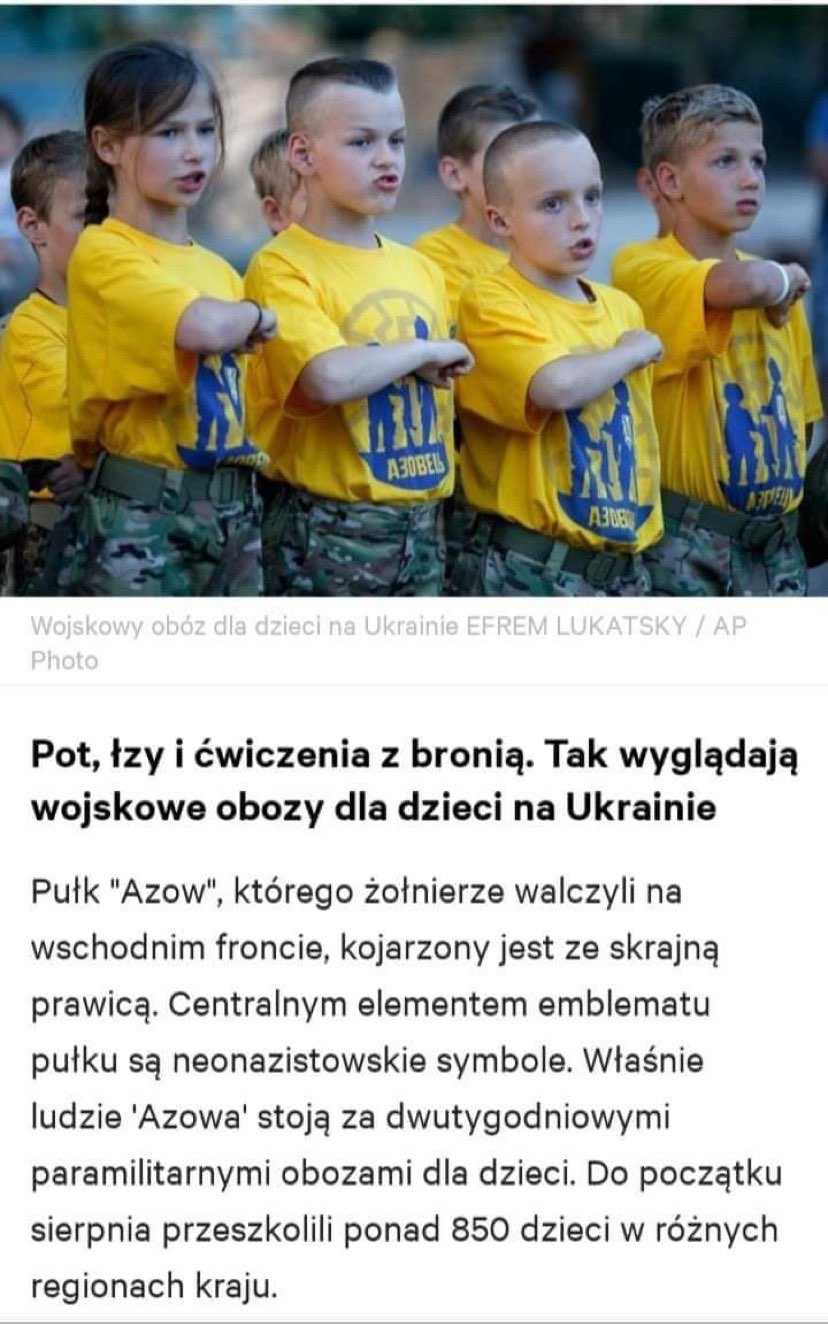 АЗОВЕЦЬ
Wojskowy obóz dla dzieci na Ukrainie EFREM LUKATSKY / AP
Photo
Pot, łzy i ćwiczenia z bronią. Tak wyglądają
wojskowe obozy dla dzieci na Ukrainie
Pułk "Azow", którego żołnierze walczyli na
wschodnim froncie, kojarzony jest ze skrajną
prawicą. Centralnym elementem emblematu
pułku są neonazistowskie symbole. Właśnie
ludzie 'Azowa' stoją za dwutygodniowymi
paramilitarnymi obozami dla dzieci. Do początku
sierpnia przeszkolili ponad 850 dzieci w różnych
regionach kraju.